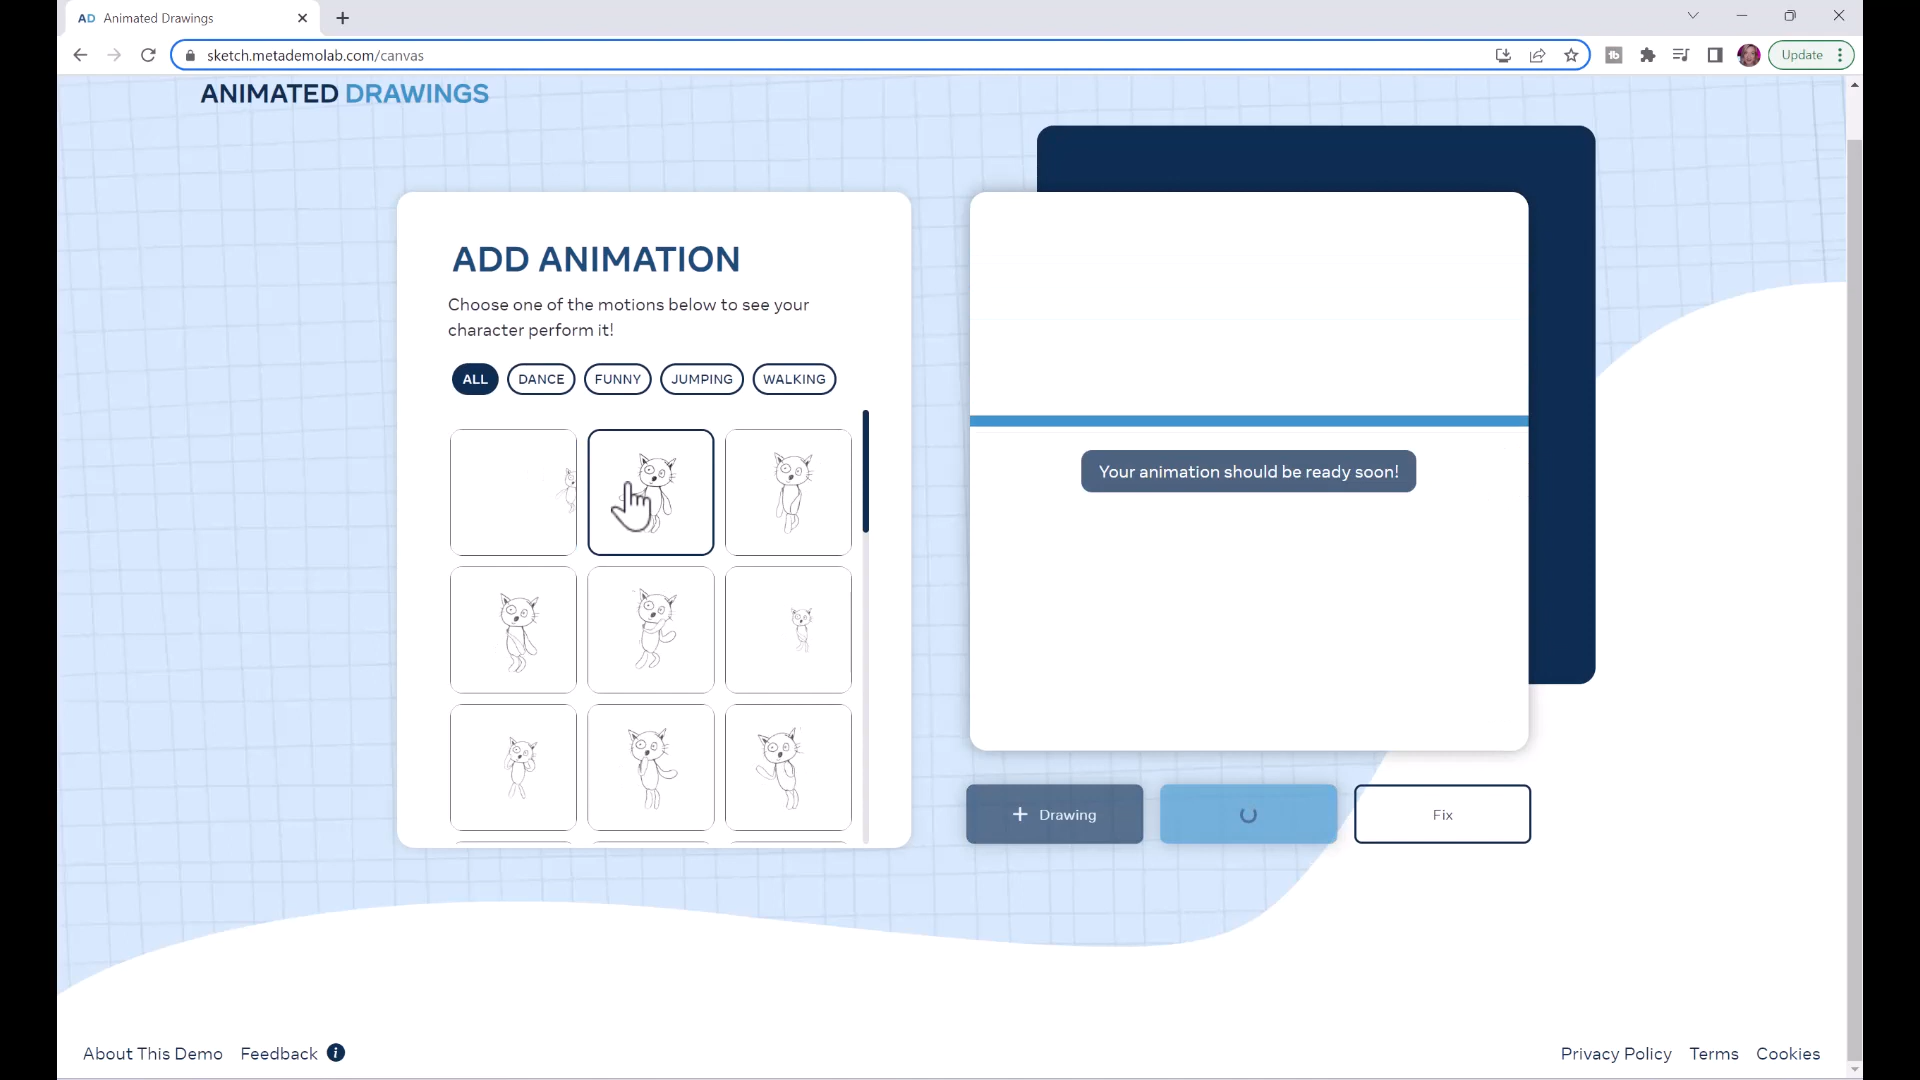 AD Animated Drawings
sketch.metademolab.com/canvas
Update
ANIMATED DRAWINGS
ADD ANIMATION
Choose one of the motions below to see your
character perform it!
ALL DANCE FUNNY JUMPING WALKING
Your animation should be ready soon!
+ Drawing
Fix
About This Demo Feedback i
Privacy Policy Terms Cookies